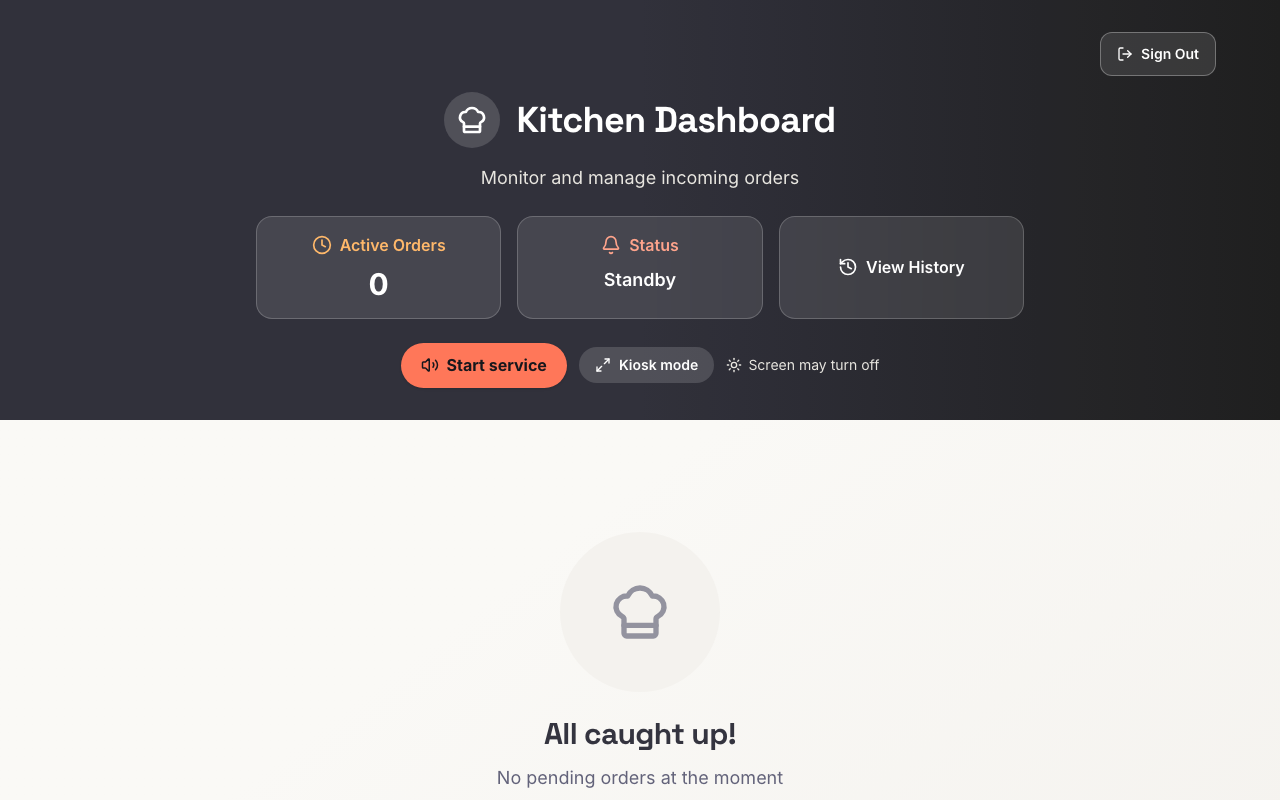 Sign Out
Kitchen Dashboard
Monitor and manage incoming orders
Active Orders
0
Status
Standby
View History
Start service
Kiosk mode
Screen may turn off
All caught up!
No pending orders at the moment